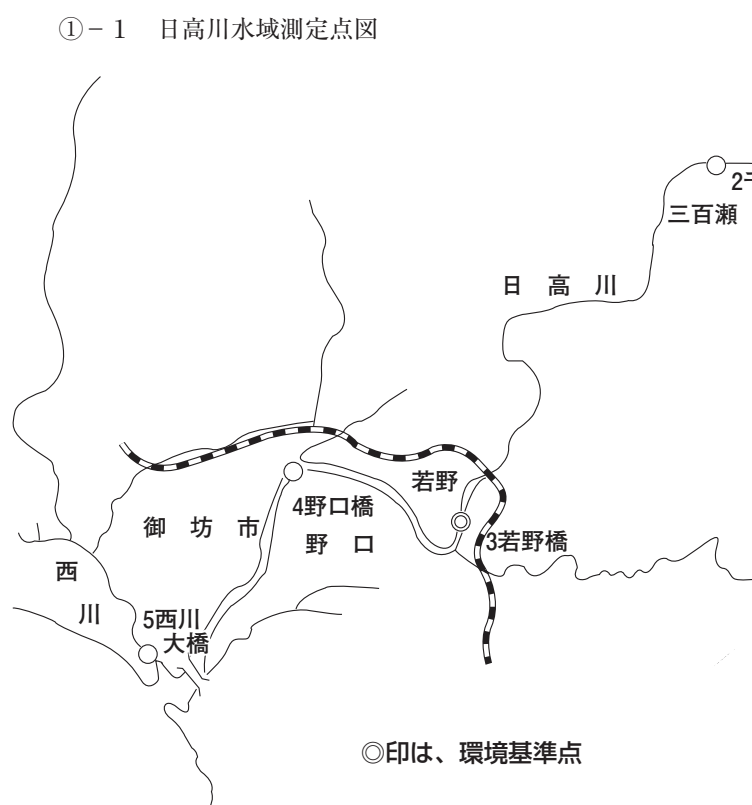 ①－１　日高川水域測定点図
2
三百瀬
日　高　川
若野
4野口橋
御　坊　市
野　口
3若野橋
西
川
5西川
大橋
◎印は、環境基準点